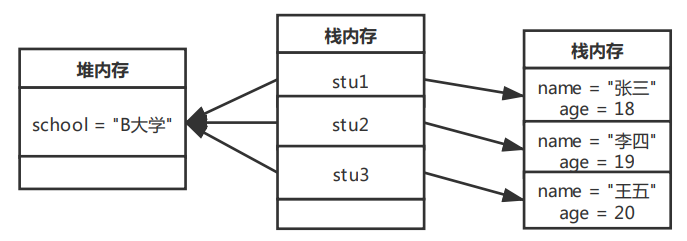 堆内存
school = "B大学"
栈内存
stu1
stu2
stu3
栈内存
name = "张三"
age = 18
name = "李四"
age = 19
name = "王五"
age = 20